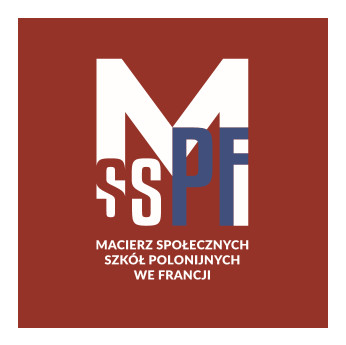 M
SSPF
MACIERZ SPOŁECZNYCH
SZKÓŁ POLONIJNYCH
WE FRANCJI